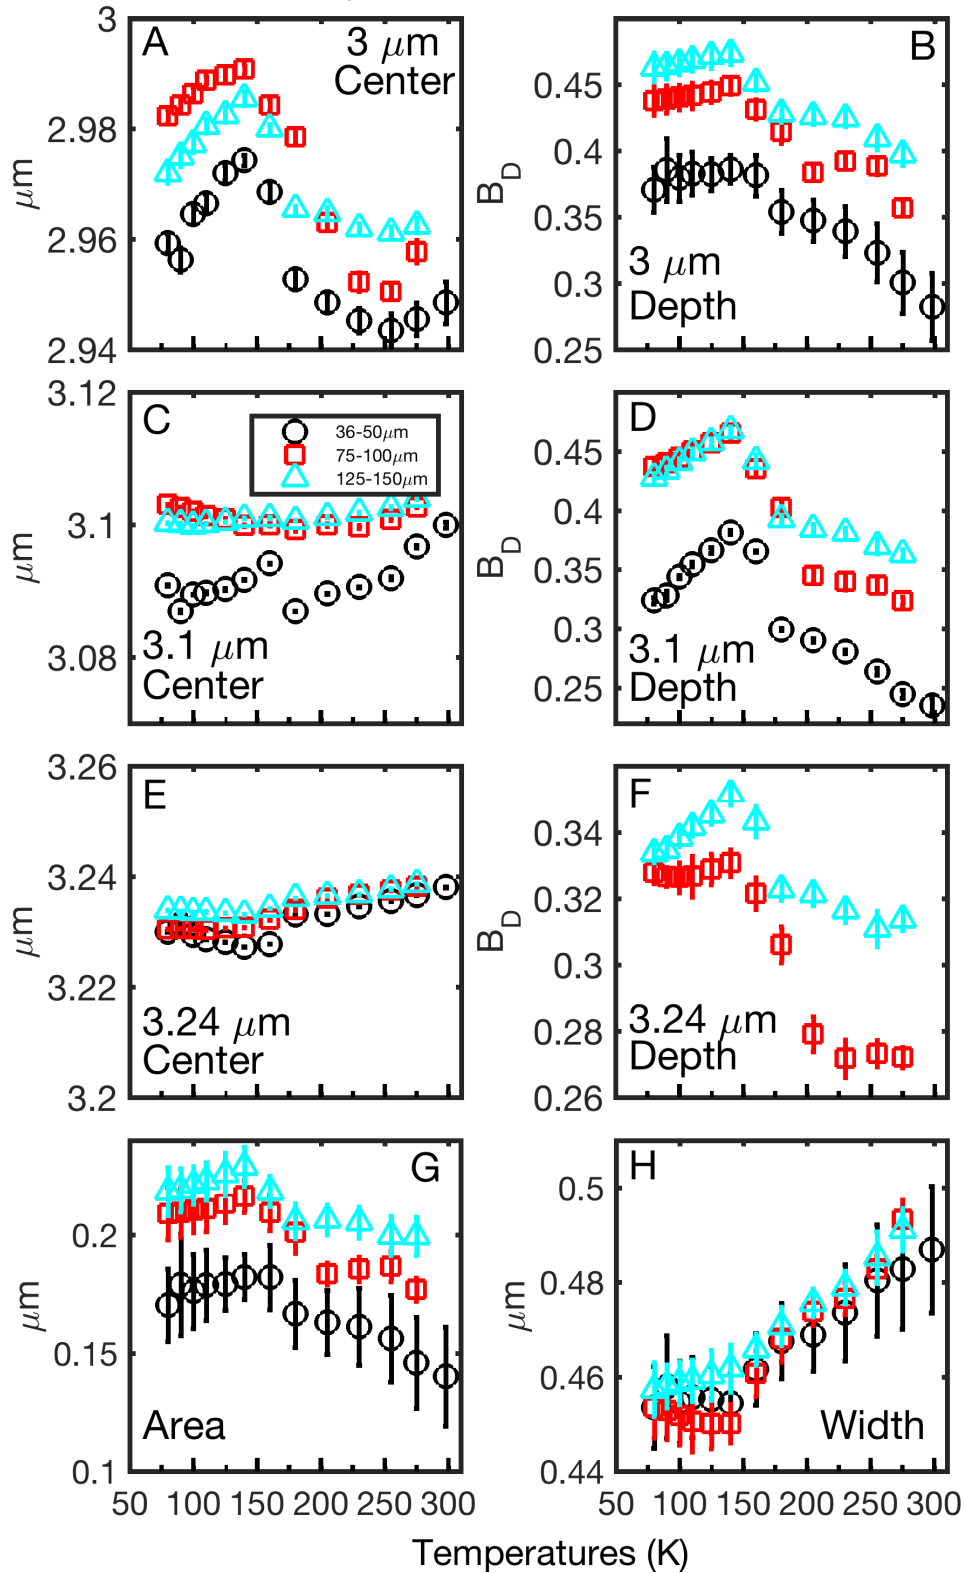 A
3 μm
Center
3
2.98
2.96
2.94
μm
B
3 μm
Depth
0.45
0.4
0.35
0.3
0.25
B_D
C
36-50μm
75-100μm
125-150μm
3.1 μm
Center
3.12
3.1
3.08
μm
D
3.1 μm
Depth
0.45
0.4
0.35
0.3
0.25
B_D
E
3.24 μm
Center
3.26
3.24
3.22
3.2
μm
F
3.24 μm
Depth
0.34
0.32
0.3
0.28
0.26
B_D
G
Area
0.2
0.15
0.1
μm
50 100 150 200 250 300
H
Width
0.5
0.48
0.46
0.44
μm
50 100 150 200 250 300
Temperatures (K)